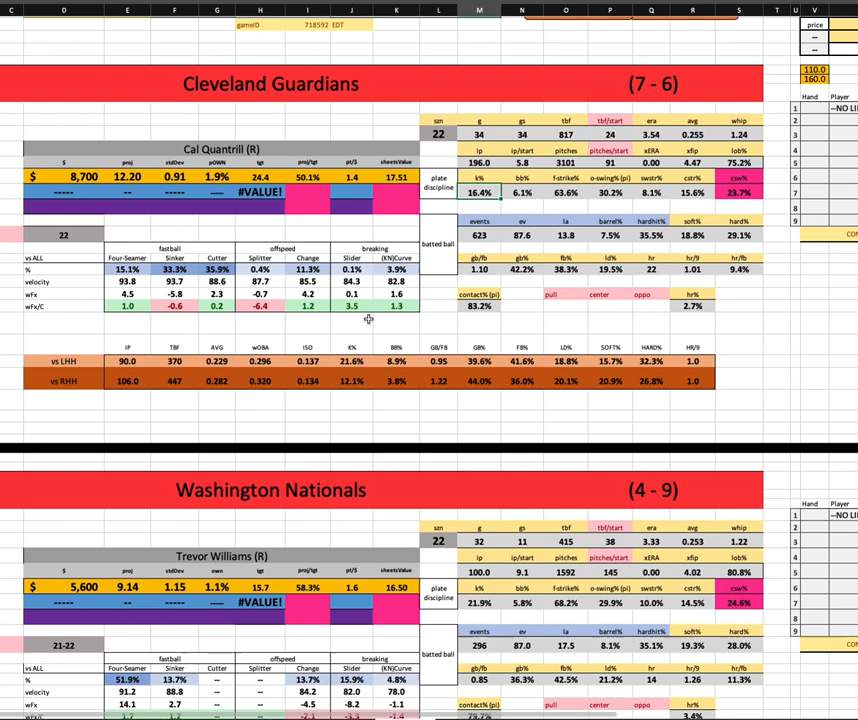 C D E F G H I J K L M N O P Q R S T U V
gameID 718592 EDT
price
--
--
110.0
160.0
Cleveland Guardians (7 - 6)
Hand Player
1 --NO LI
2
3
4
5
6
7
8
9
szn g gs tbf tbf/start era avg whip
22 34 34 817 24 3.54 0.255 1.24
ip ip/start pitches pitches/start xERA xfip lob%
196.0 5.8 3101 91 0.00 4.47 75.2%
plate discipline
k% bb% f-strike% o-swing% (pi) swstr% cstr% csw%
16.4% 6.1% 63.6% 30.2% 8.1% 15.6% 23.7%
Cal Quantrill (R)
$ proj stdDev pOWN tgt proj/tgt pt/$ sheetsValue
$ 8,700 12.20 0.91 1.9% 24.4 50.1% 1.4 17.51
----- -- --- ---- #VALUE!
batted ball
events ev la barrel% hardhit% soft% hard%
623 87.6 13.8 7.5% 35.5% 18.8% 29.1%
gb/fb gb% fb% ld% hr hr/9 hr/fb
1.10 42.2% 38.3% 19.5% 22 1.01 9.4%
contact% (pi) pull center oppo hr%
83.2% 2.7%
22
fastball offspeed breaking
vs ALL Four-Seamer Sinker Cutter Splitter Change Slider (KN)Curve
% 15.1% 33.3% 35.9% 0.4% 11.3% 0.1% 3.9%
velocity 93.8 93.7 88.6 87.7 85.5 84.3 82.8
wFx 4.5 -5.8 2.3 -0.7 4.2 0.1 1.6
wFx/C 1.0 -0.6 0.2 -6.4 1.2 3.5 1.3
IP TBF AVG wOBA ISO K% BB% GB/FB GB% FB% LD% SOFT% HARD% HR/9
vs LHH 90.0 370 0.229 0.296 0.137 21.6% 8.9% 0.95 39.6% 41.6% 18.8% 15.7% 32.3% 1.0
vs RHH 106.0 447 0.282 0.320 0.134 12.1% 3.8% 1.22 44.0% 36.0% 20.1% 20.9% 26.8% 1.0
Washington Nationals (4 - 9)
Hand Player
1 --NO LI
2
3
4
5
6
7
8
9
szn g gs tbf tbf/start era avg whip
22 32 11 415 38 3.33 0.253 1.22
ip ip/start pitches pitches/start xERA xfip lob%
100.0 9.1 1592 145 0.00 4.02 80.8%
plate discipline
k% bb% f-strike% o-swing% (pi) swstr% cstr% csw%
21.9% 5.8% 68.2% 29.9% 10.0% 14.5% 24.6%
Trevor Williams (R)
$ proj stdDev own tgt proj/tgt pt/$ sheetsValue
$ 5,600 9.14 1.15 1.1% 15.7 58.3% 1.6 16.50
----- -- --- ---- #VALUE!
batted ball
events ev la barrel% hardhit% soft% hard%
296 87.0 17.5 8.1% 35.1% 19.3% 28.0%
gb/fb gb% fb% ld% hr hr/9 hr/fb
0.85 36.3% 42.5% 21.2% 14 1.26 11.3%
contact% (pi) pull center oppo hr%
3.4%
21-22
fastball offspeed breaking
vs ALL Four-Seamer Sinker Cutter Splitter Change Slider (KN)Curve
% 51.9% 13.7% -- -- 13.7% 15.9% 4.8%
velocity 91.2 88.8 -- -- 84.2 82.0 78.0
wFx 14.1 2.7 -- -- -4.5 -8.2 -1.1